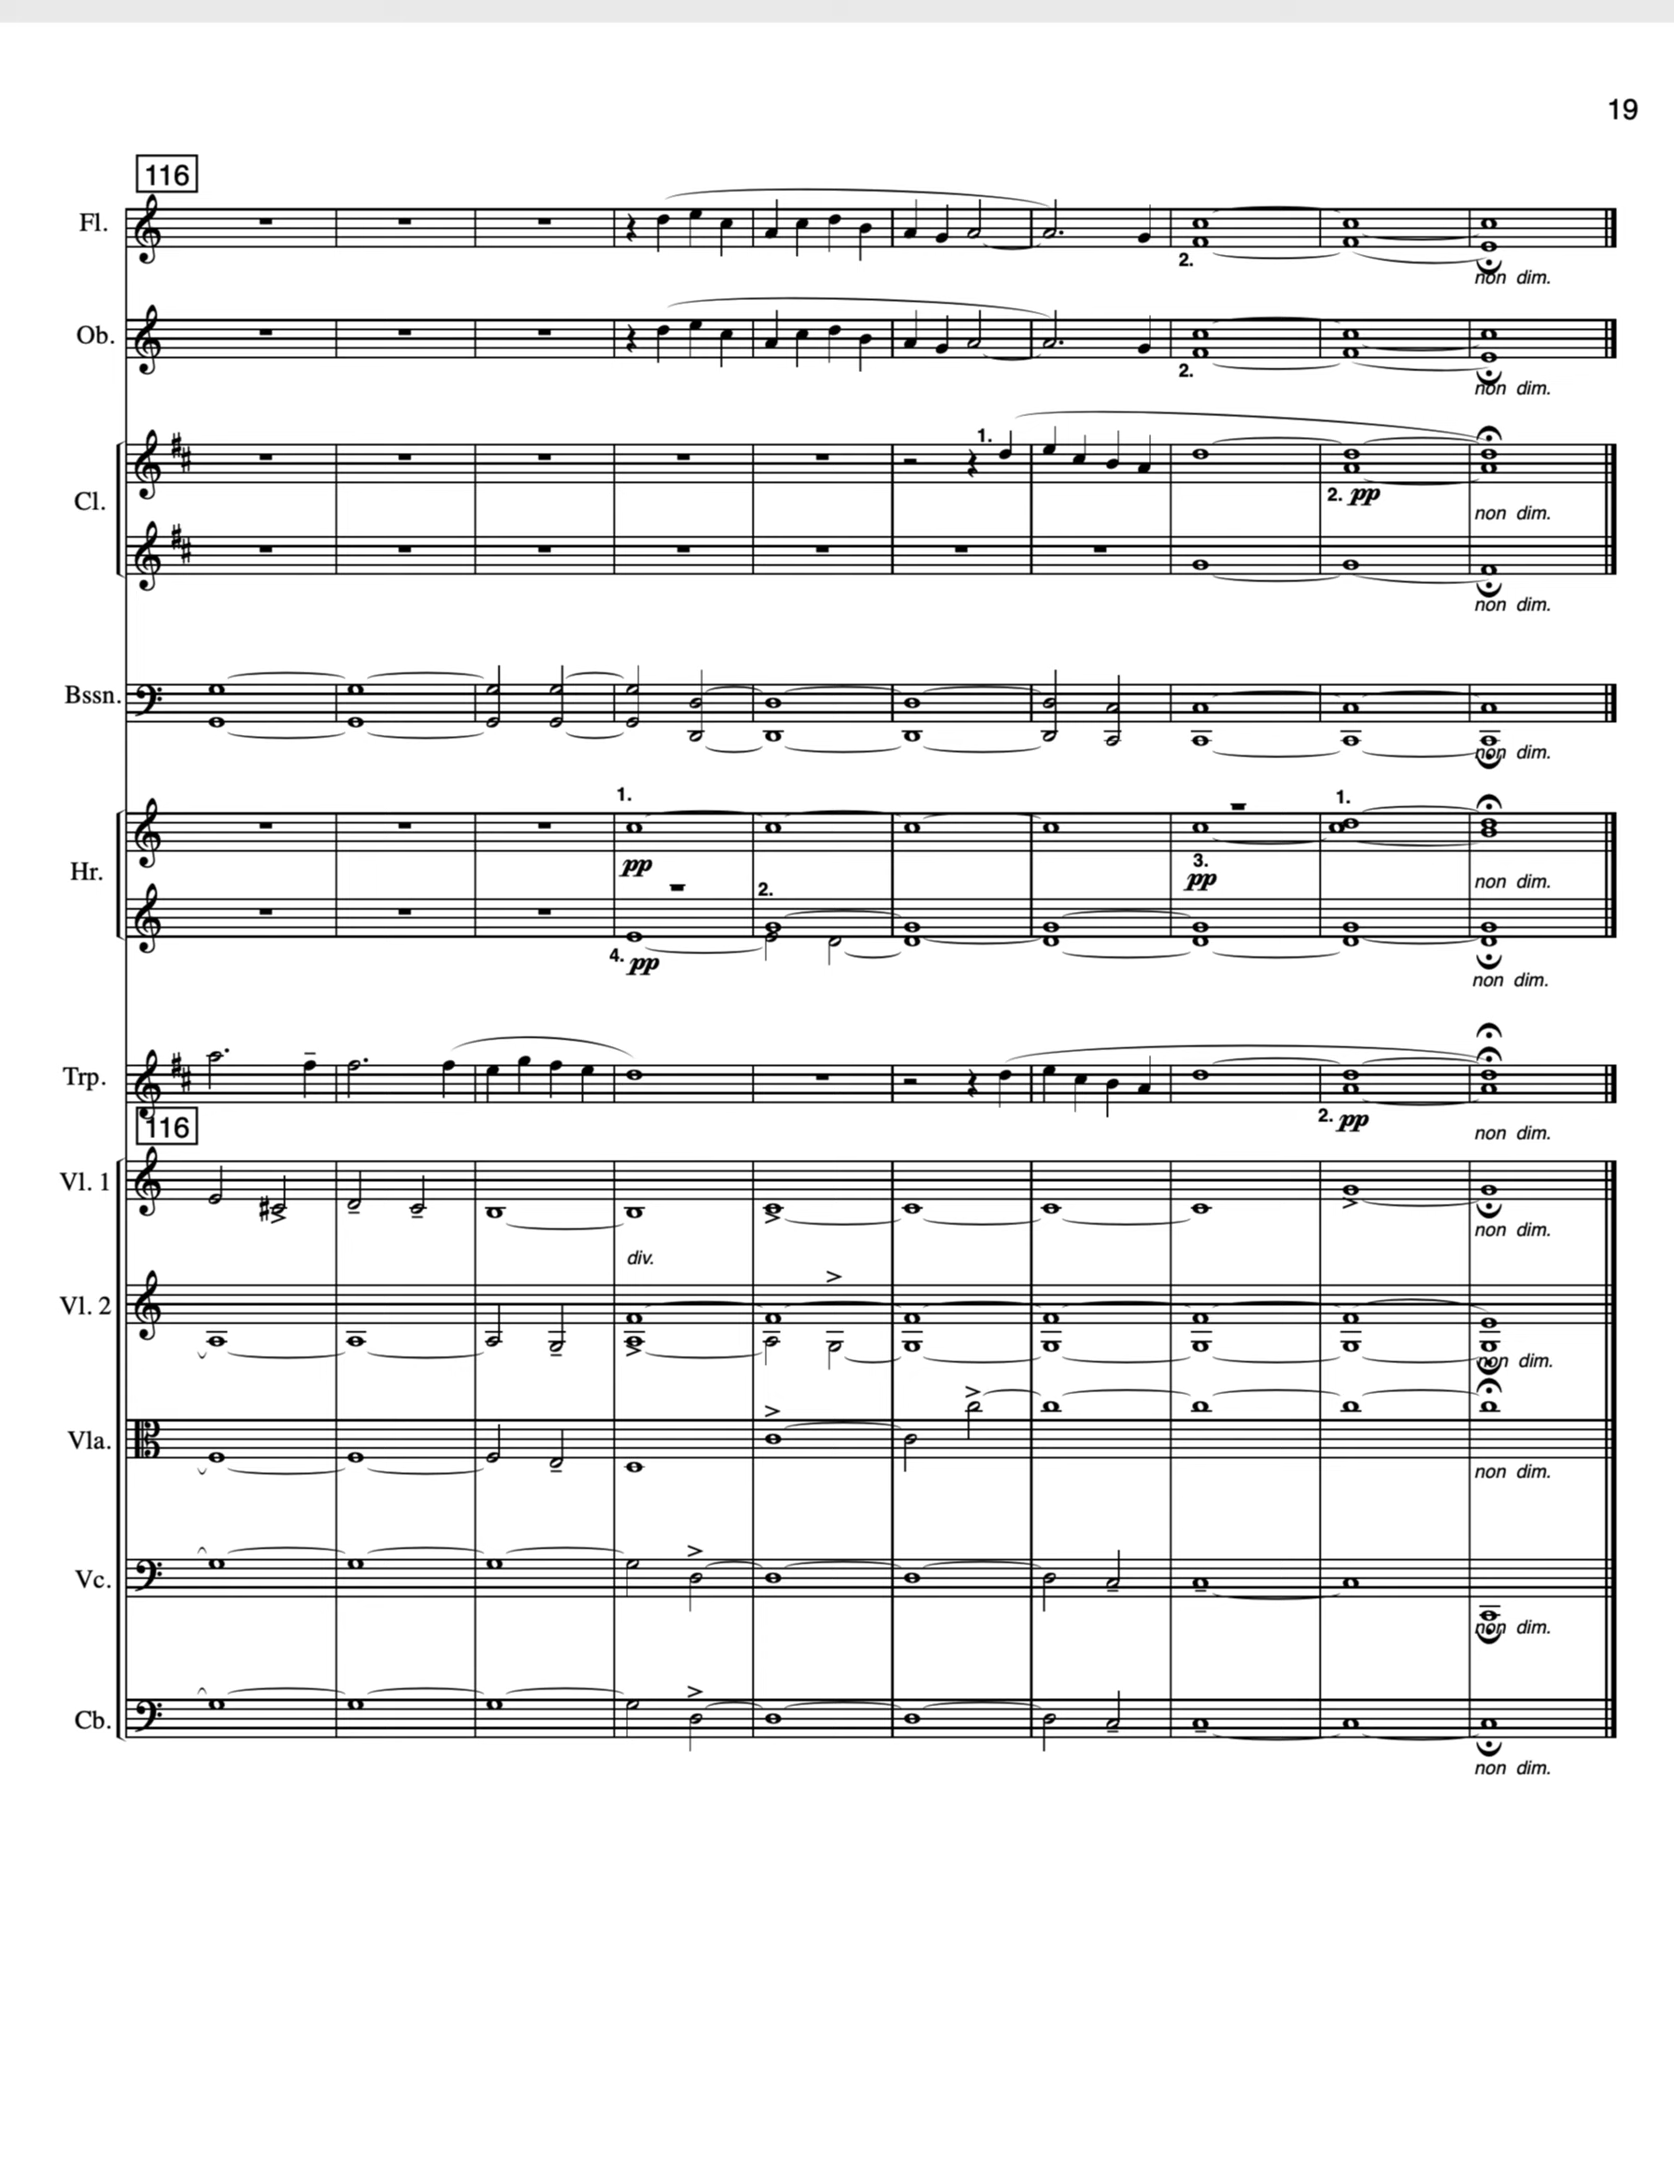 19
116
Fl.
2.
non dim.
Ob.
2.
non dim.
1.
Cl.
2. pp
non dim.
non dim.
Bssn.
non dim.
1.
1.
Hr.
pp
3.
pp
non dim.
2.
4. pp
non dim.
Trp.
2. pp
non dim.
116
Vl. 1
non dim.
div.
Vl. 2
non dim.
Vla.
non dim.
Vc.
non dim.
Cb.
non dim.